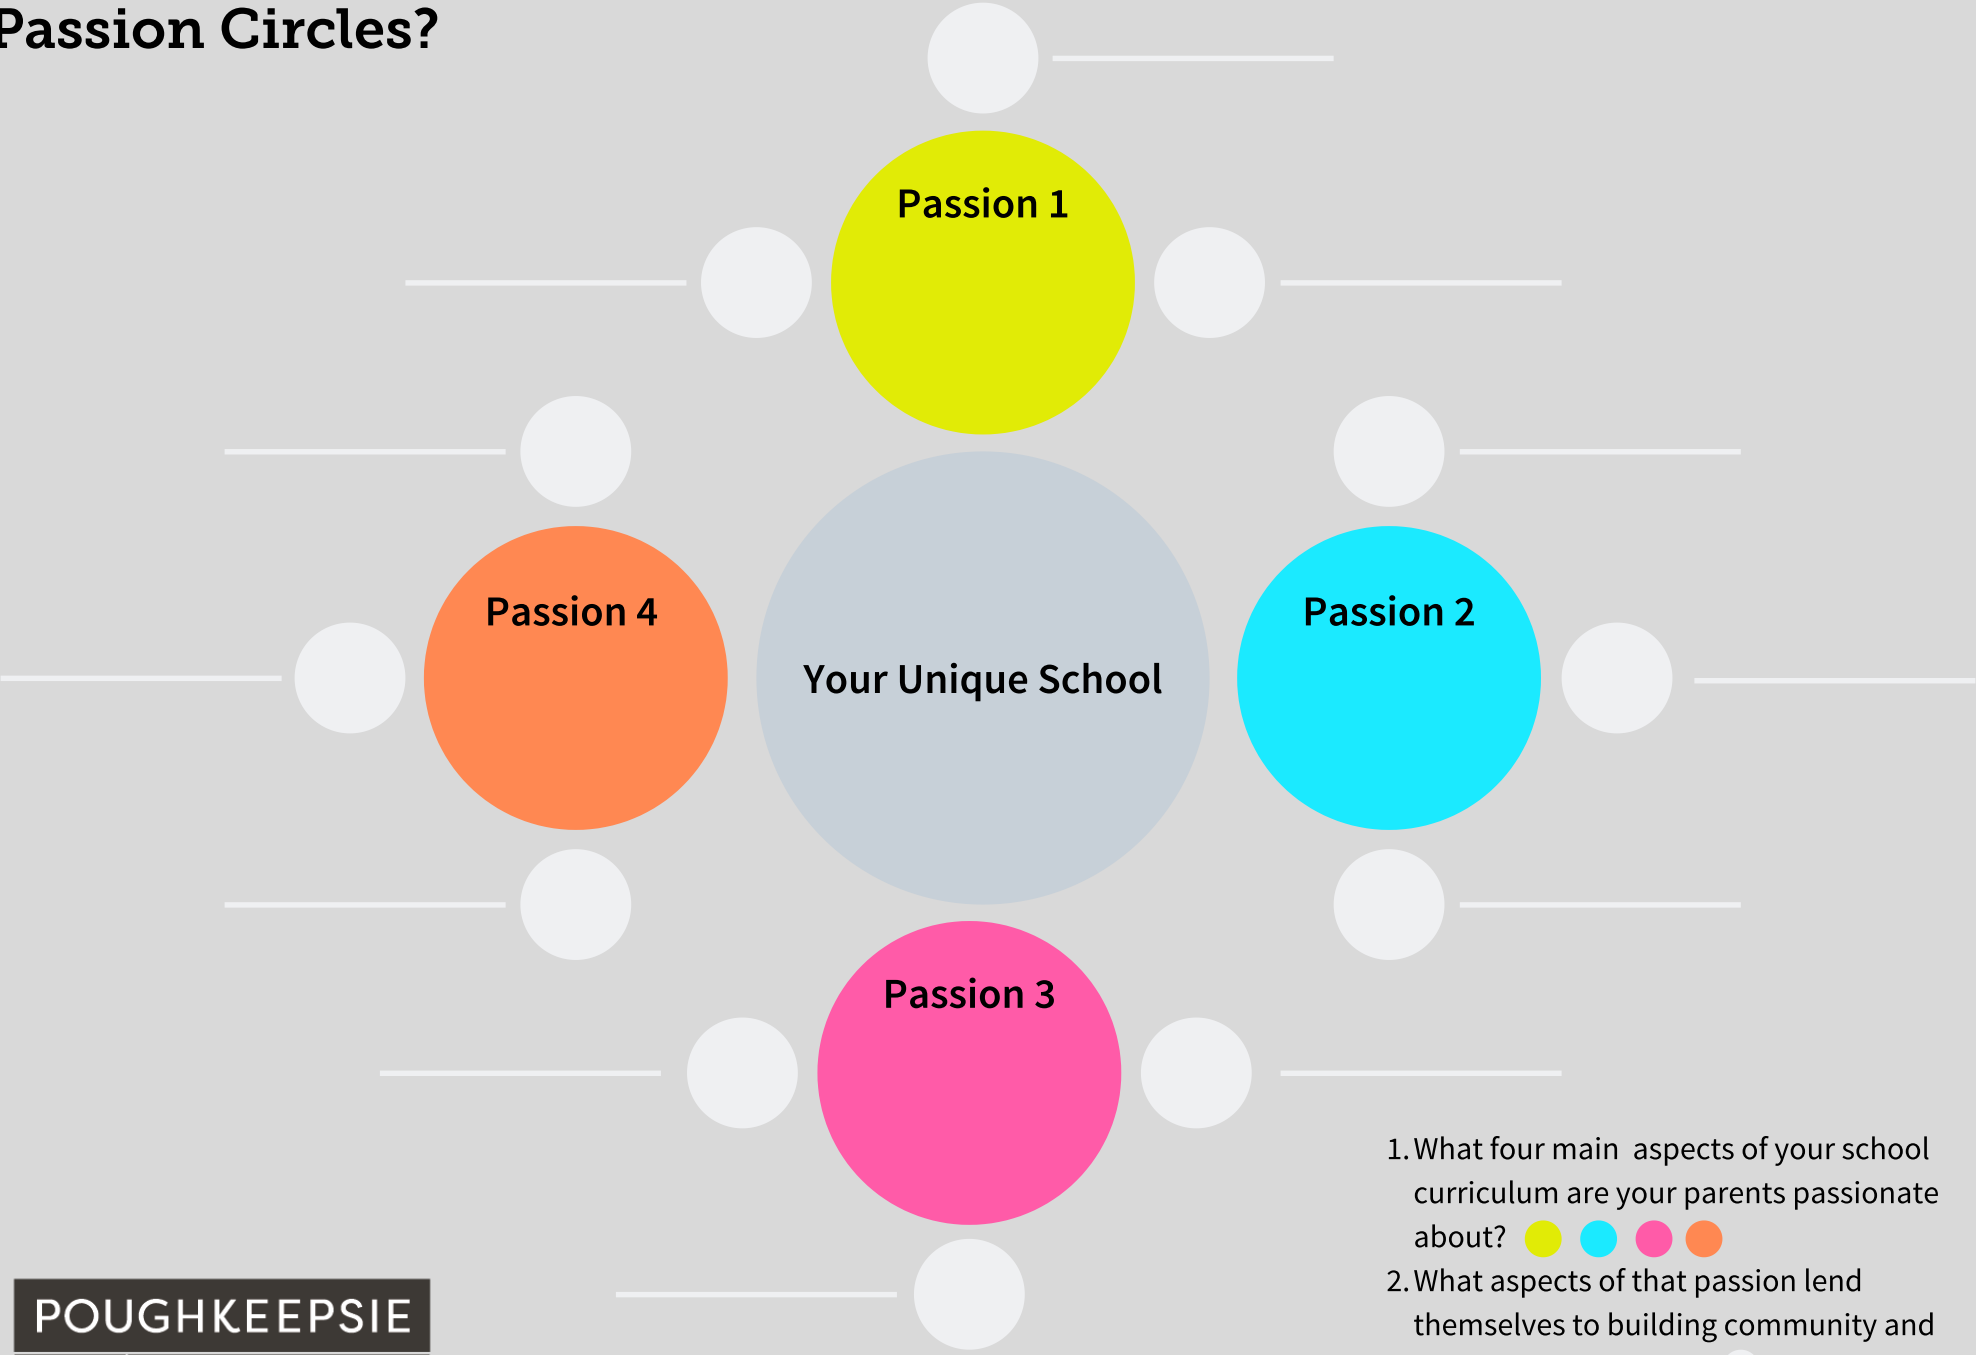 Passion Circles?
Passion 1
Passion 4
Passion 2
Your Unique School
Passion 3
1. What four main  aspects of your school
curriculum are your parents passionate
about?
2. What aspects of that passion lend
themselves to building community and
POUGHKEEPSIE